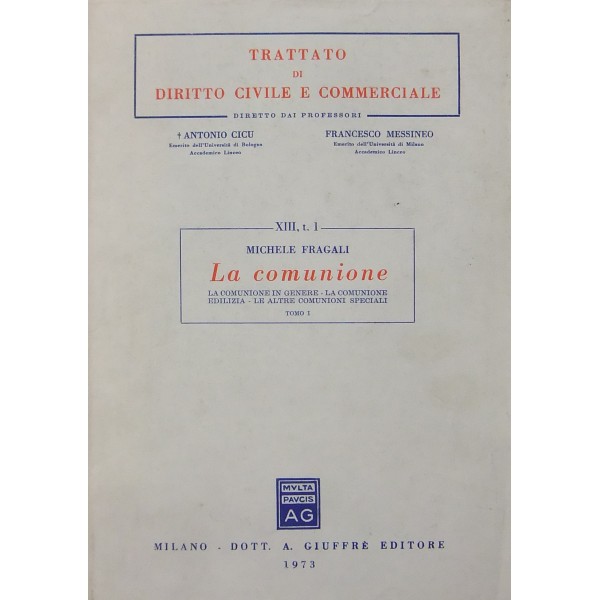 TRATTATO
DI
DIRITTO CIVILE E COMMERCIALE
DIRETTO DAI PROFESSORI
† ANTONIO CICU
Emerito dell'Università di Bologna
Accademico Linceo
FRANCESCO MESSINEO
Emerito dell'Università di Milano
Accademico Linceo
XIII, t. 1
MICHELE FRAGALI
La comunione
LA COMUNIONE IN GENERE - LA COMUNIONE
EDILIZIA - LE ALTRE COMUNIONI SPECIALI
TOMO I
MVLTA
PAVCIS
AG
MILANO - DOTT. A. GIUFFRÈ EDITORE
1973